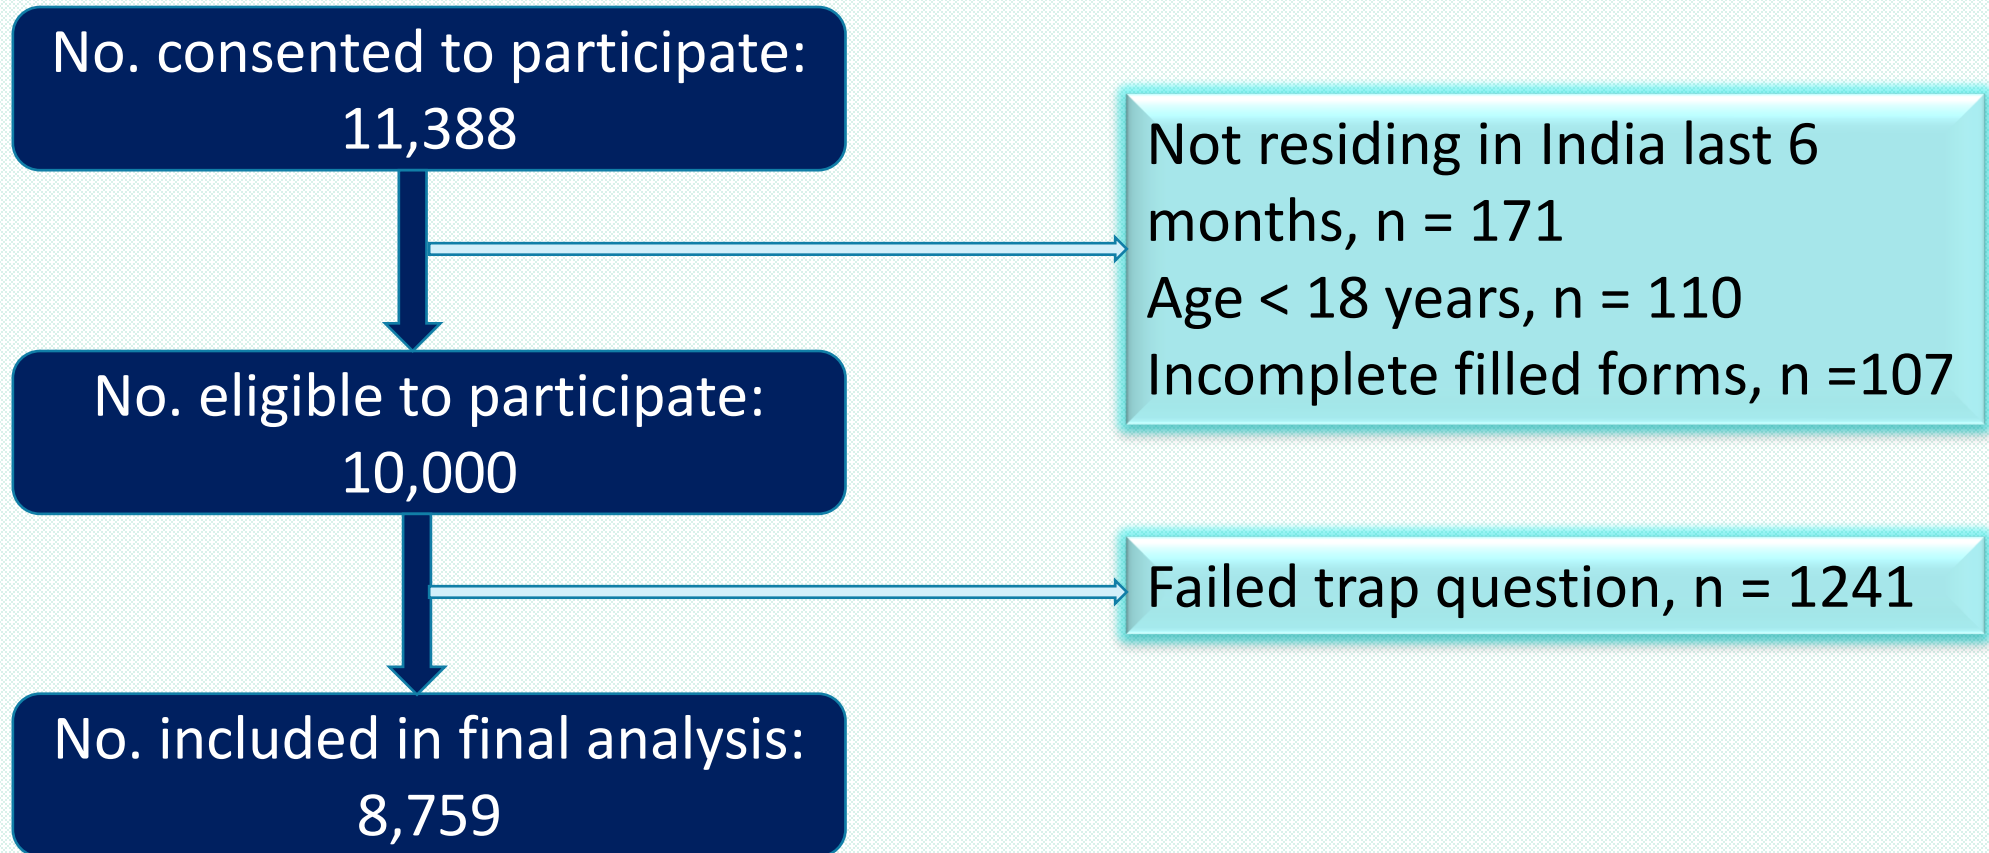 No. consented to participate:
11,388
Not residing in India last 6
months, n = 171
Age < 18 years, n = 110
Incomplete filled forms, n =107
No. eligible to participate:
10,000
Failed trap question, n = 1241
No. included in final analysis:
8,759